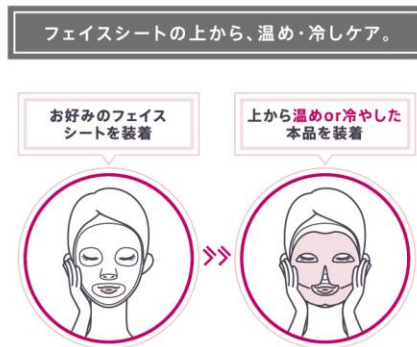 フェイスシートの上から、温め・冷しケア。
お好みのフェイス
シートを装着
上から温めor冷やした
本品を装着